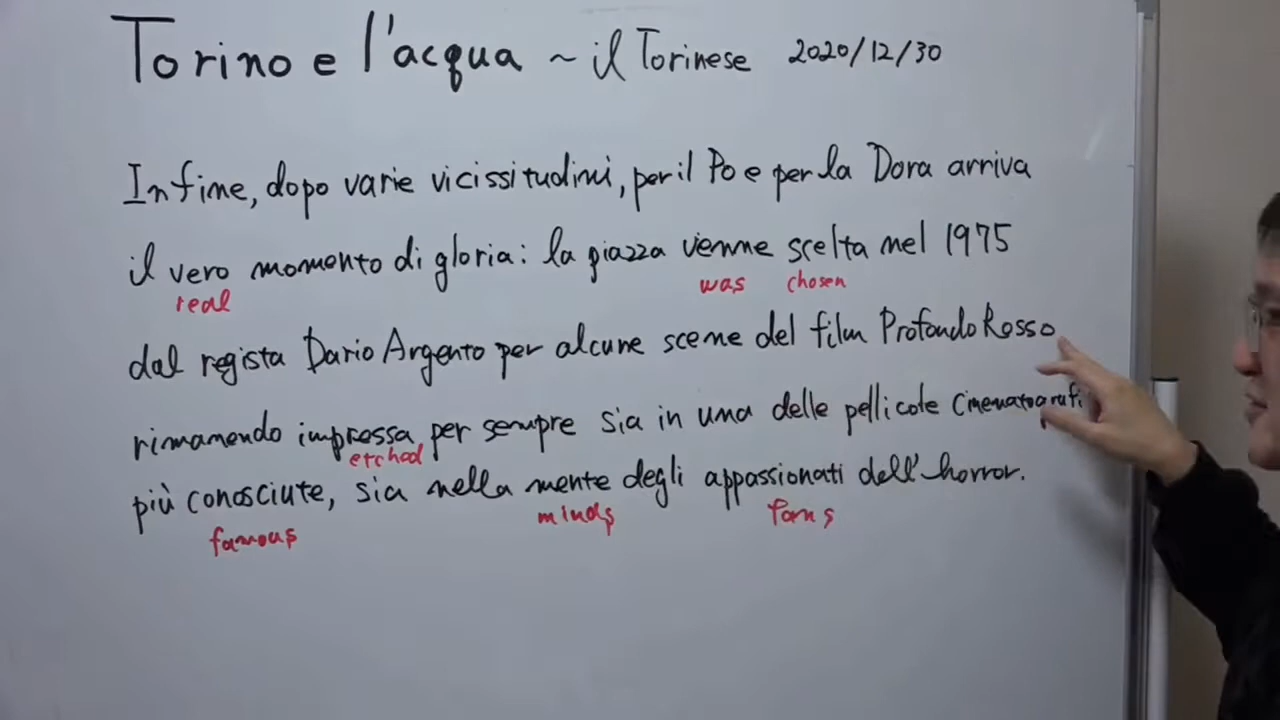 Torino e l'acqua ~ il Torinese 2020/12/30
Infine, dopo varie vicissitudini, per il Po e per la Dora arriva
il vero momento di gloria: la piazza venne scelta nel 1975
real was chosen
dal regista Dario Argento per alcune scene del film Profondo Rosso
rimanendo impressa per sempre sia in una delle pellicole
etched
più conosciute, sia nella mente degli appassionati dell'horror.
famous minds fans